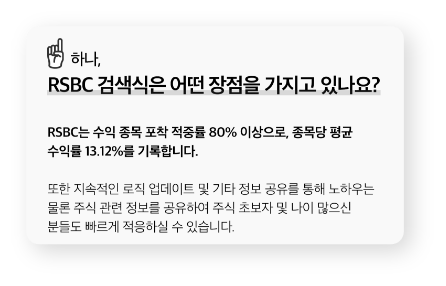 하나,
RSBC 검색식은 어떤 장점을 가지고 있나요?
RSBC는 수익 종목 포착 적중률 80% 이상으로, 종목당 평균
수익률 13.12%를 기록합니다.
또한 지속적인 로직 업데이트 및 기타 정보 공유를 통해 노하우는
물론 주식 관련 정보를 공유하여 주식 초보자 및 나이 많으신
분들도 빠르게 적응하실 수 있습니다.